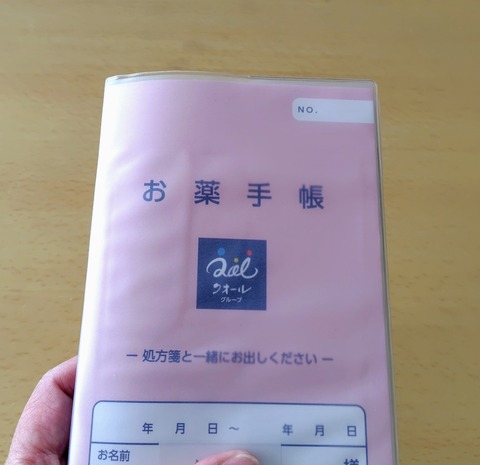 NO.
お薬手帳
Qol
クオール
グループ
― 処方箋と一緒にお出しください ―
年 月 日 ～ 年 月 日
お名前 様